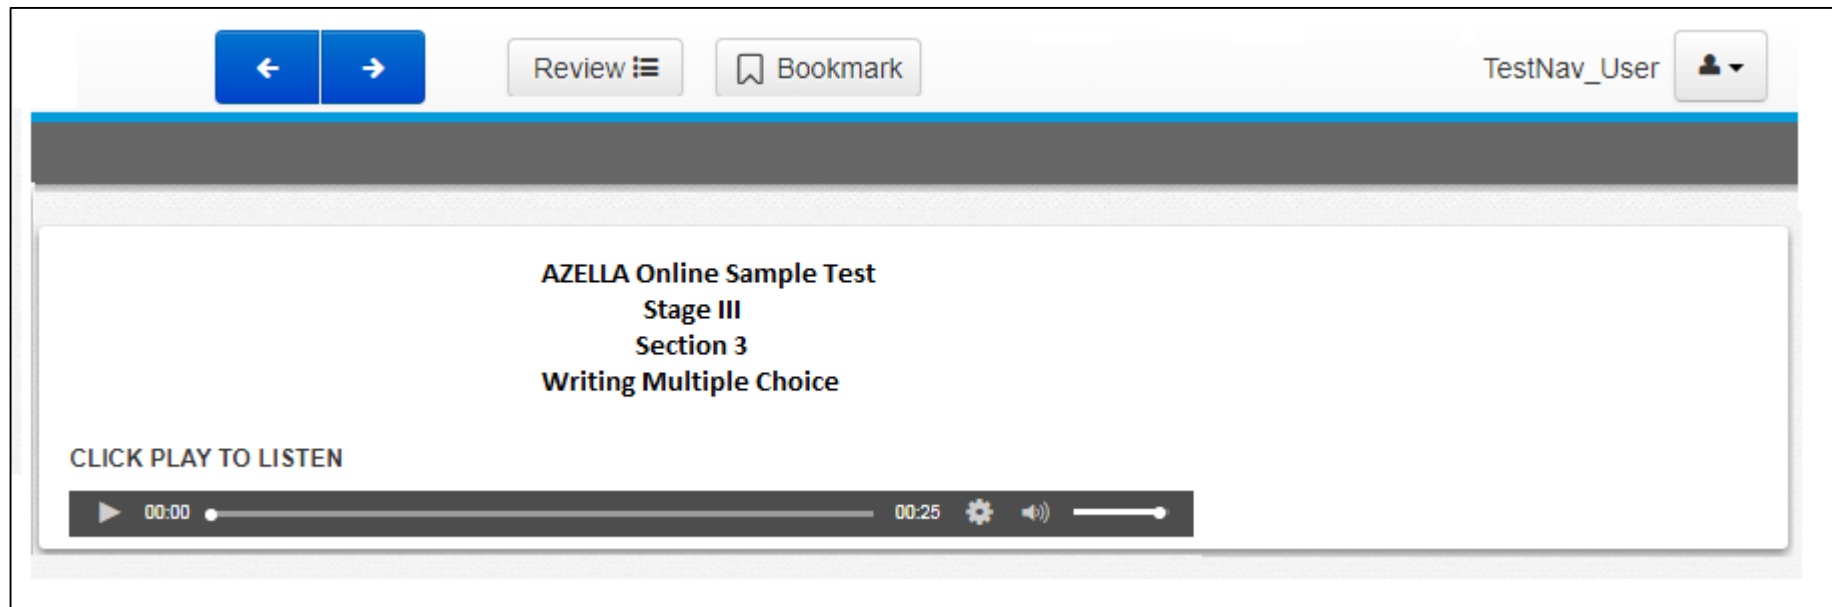 Review Bookmark TestNav_User
AZELLA Online Sample Test
Stage III
Section 3
Writing Multiple Choice
CLICK PLAY TO LISTEN
00:00 00:25